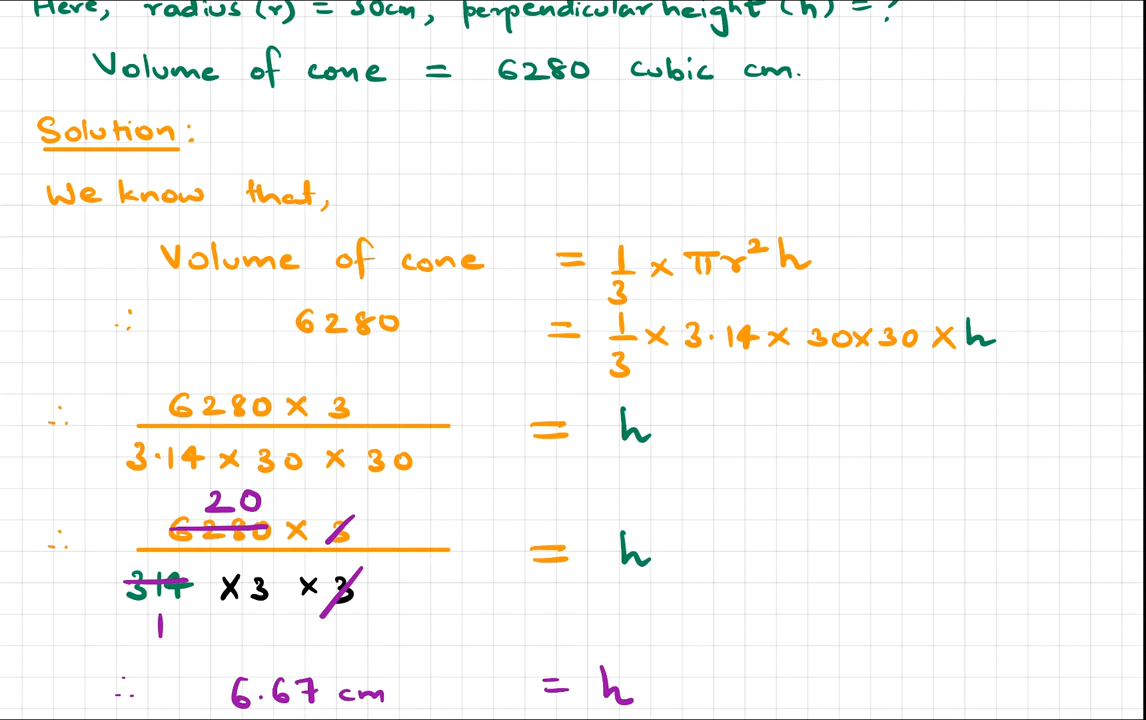 Here, radius (r) = 30cm, perpendicular height (h) = ?
Volume of cone = 6280 cubic cm.
Solution:
We know that,
Volume of cone = 1/3 × πr²h
∴ 6280 = 1/3 × 3.14 × 30×30 × h
∴ 6280 × 3 / 3.14 × 30 × 30 = h
20
∴ 6280 × 3 / 314 × 3 × 3 = h
1
∴ 6.67 cm = h